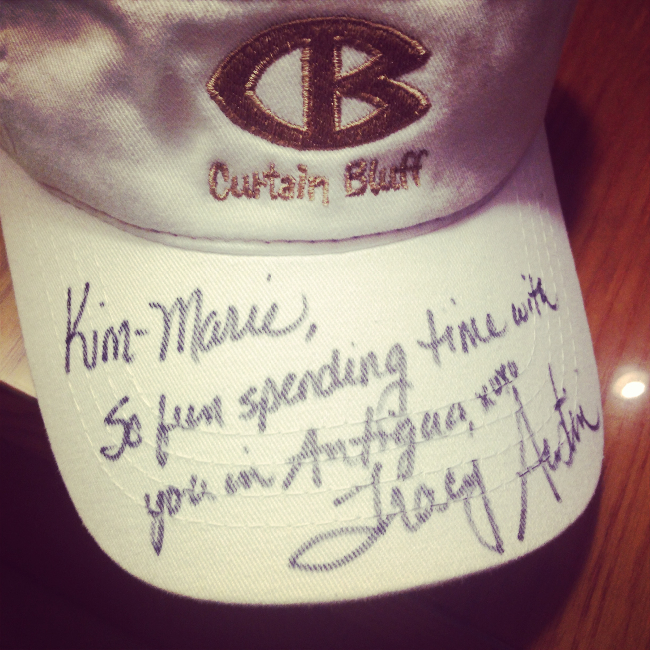 CB
Curtain Bluff
Kim-Marie,
So fun spending time with
you in Antigua, xoxo
Tracy Austin